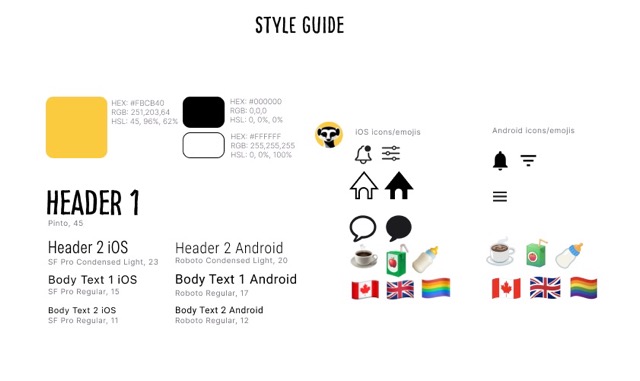 STYLE GUIDE
HEX: #FBCB40
RGB: 251,203,64
HSL: 45, 96%, 62%
HEX: #000000
RGB: 0,0,0
HSL: 0, 0%, 0%
HEX: #FFFFFF
RGB: 255,255,255
HSL: 0, 0%, 100%
iOS icons/emojis
Android icons/emojis
HEADER 1
Pinto, 45
Header 2 iOS
SF Pro Condensed Light, 23
Header 2 Android
Roboto Condensed Light, 20
Body Text 1 iOS
SF Pro Regular, 15
Body Text 1 Android
Roboto Regular, 17
Body Text 2 iOS
SF Pro Regular, 11
Body Text 2 Android
Roboto Regular, 12